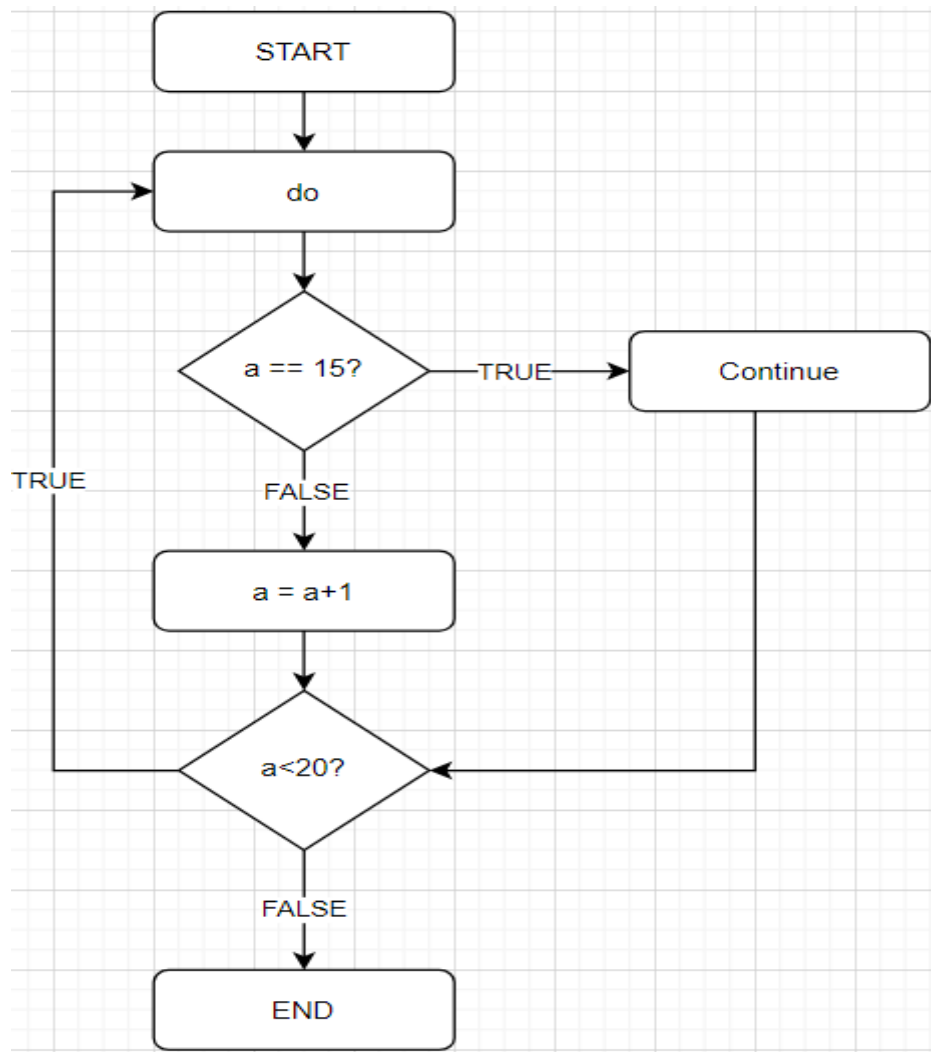 START
do
a == 15?
TRUE
Continue
TRUE
FALSE
a = a+1
a<20?
FALSE
END